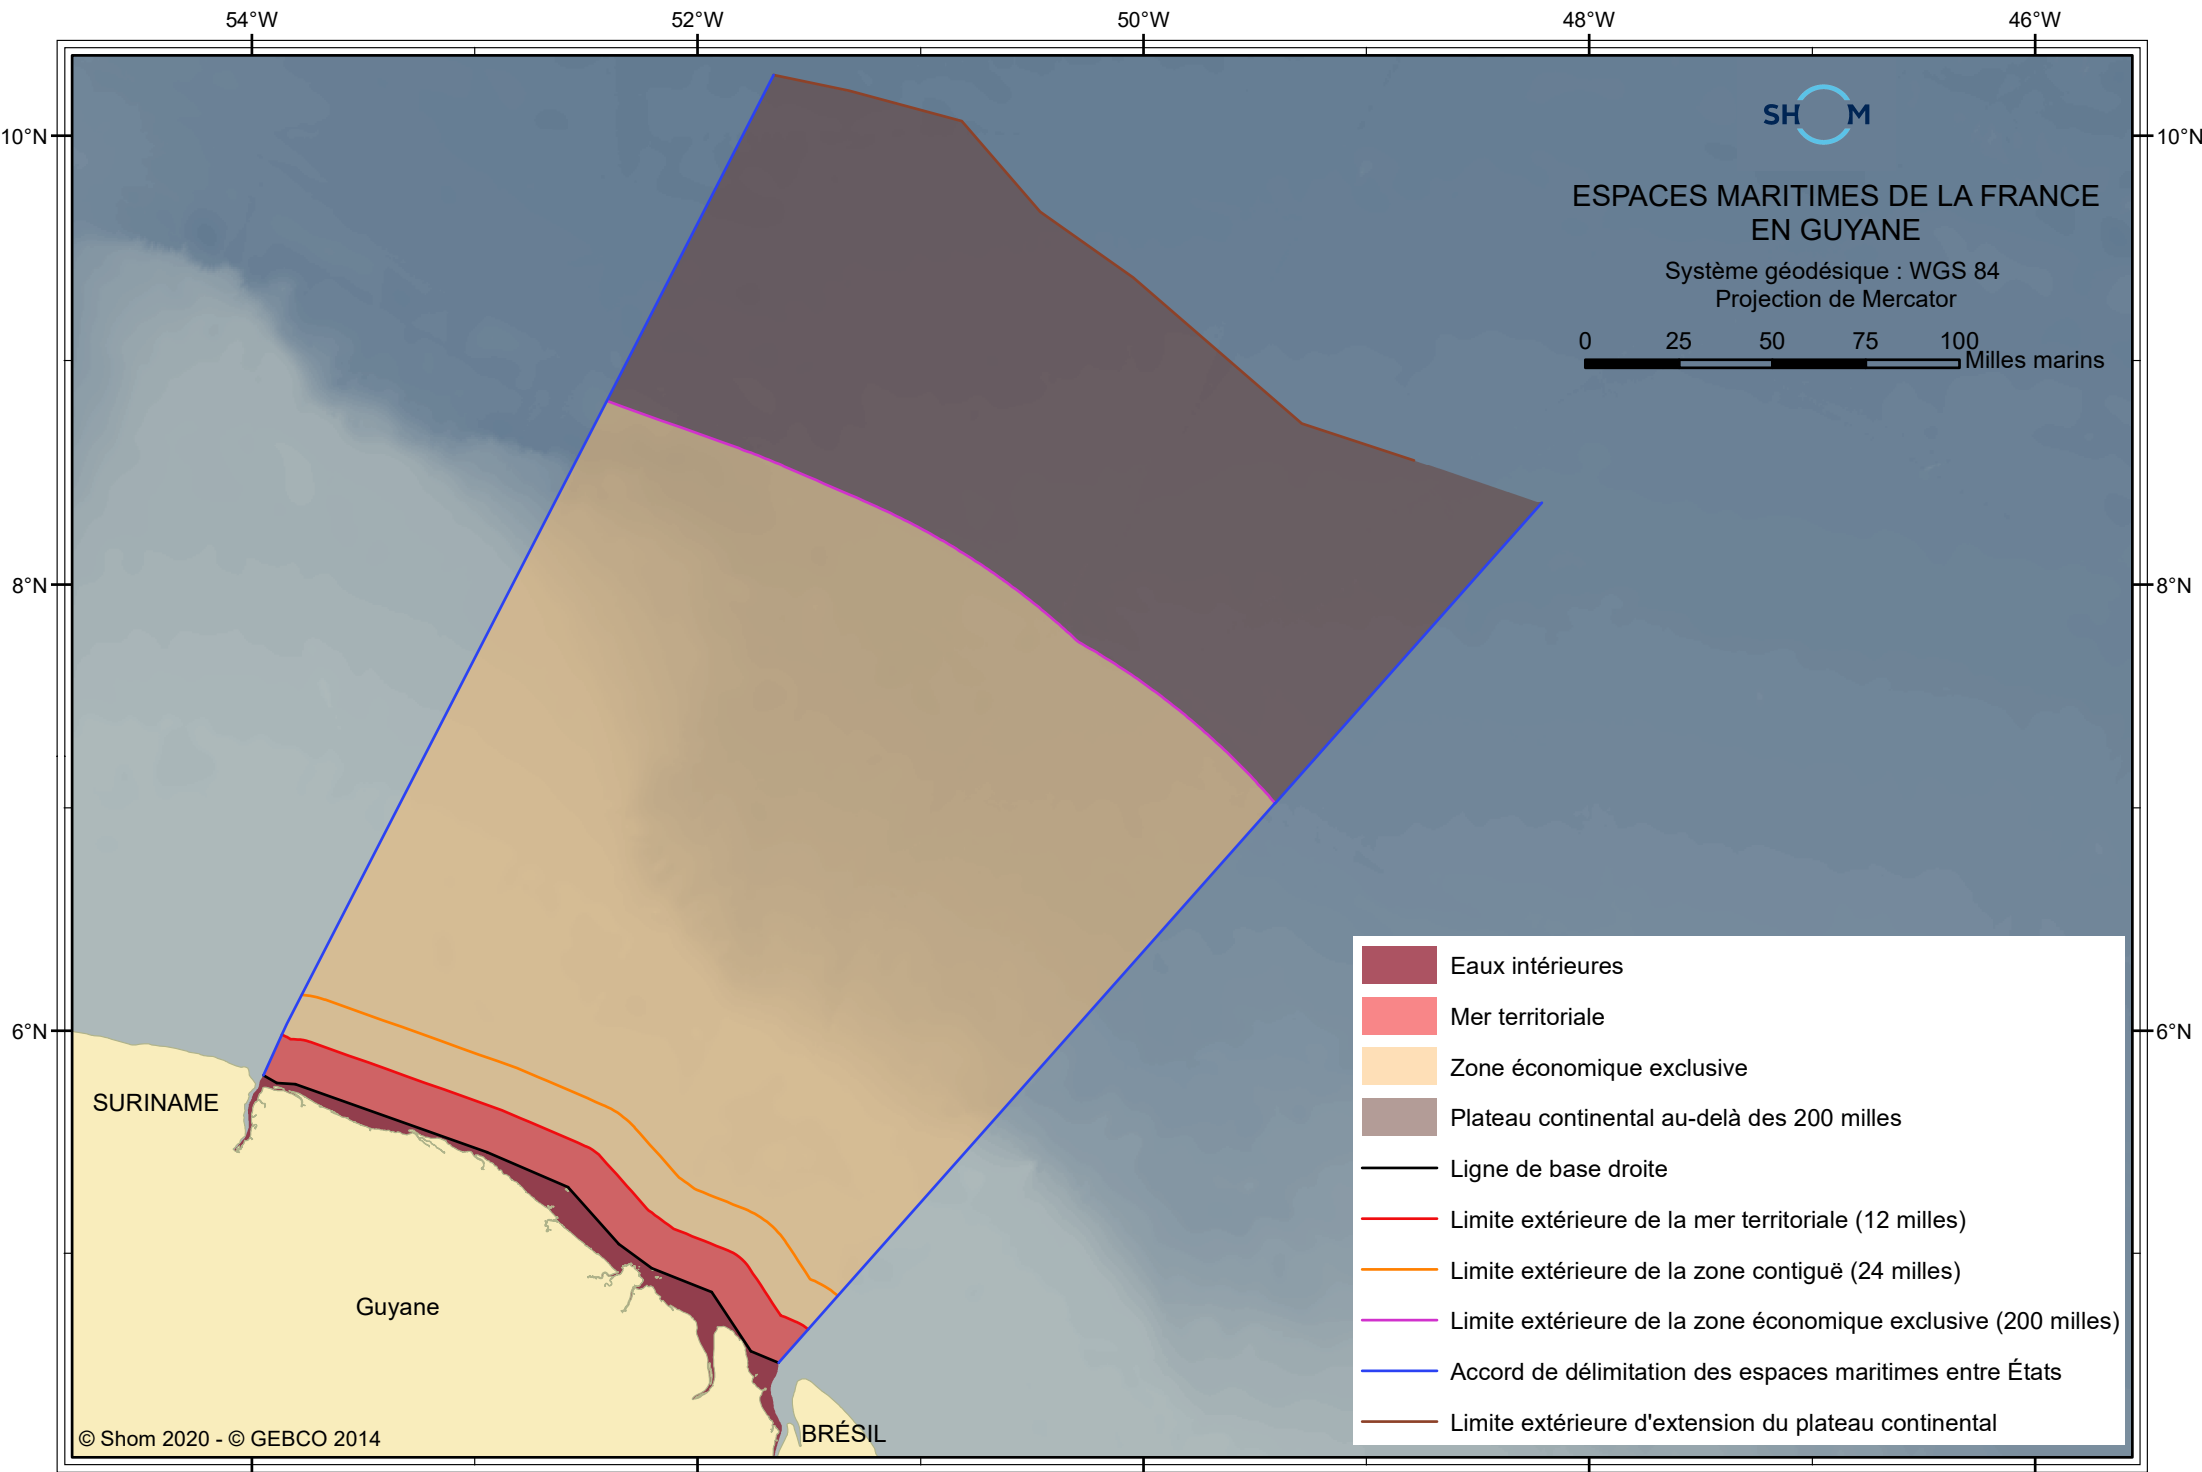 54°W 52°W 50°W 48°W 46°W
10°N 10°N
SHOM
ESPACES MARITIMES DE LA FRANCE
EN GUYANE
Système géodésique : WGS 84
Projection de Mercator
0 25 50 75 100
Milles marins
8°N 8°N
6°N 6°N
SURINAME
Guyane
BRÉSIL
Eaux intérieures
Mer territoriale
Zone économique exclusive
Plateau continental au-delà des 200 milles
Ligne de base droite
Limite extérieure de la mer territoriale (12 milles)
Limite extérieure de la zone contiguë (24 milles)
Limite extérieure de la zone économique exclusive (200 milles)
Accord de délimitation des espaces maritimes entre États
Limite extérieure d'extension du plateau continental
© Shom 2020 - © GEBCO 2014